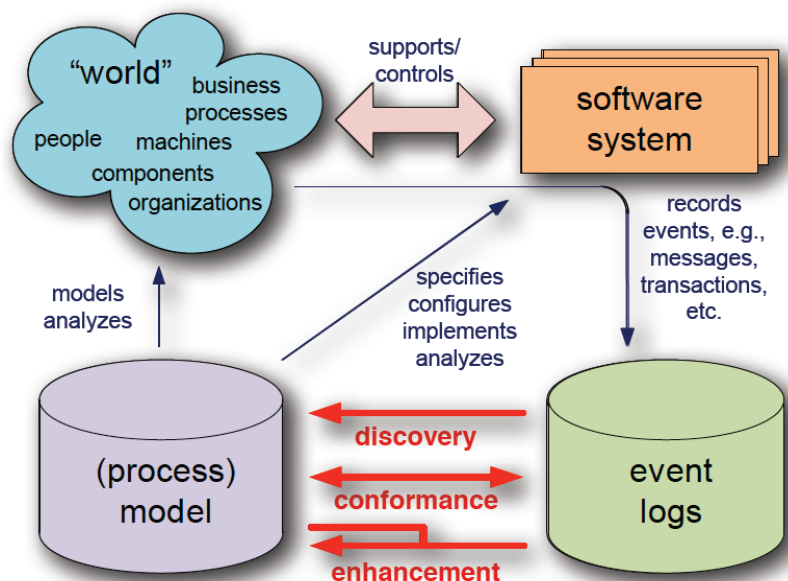 “world”
business
processes
people
machines
components
organizations
supports/
controls
software
system
records
events, e.g.,
messages,
transactions,
etc.
models
analyzes
specifies
configures
implements
analyzes
(process)
model
discovery
conformance
enhancement
event
logs